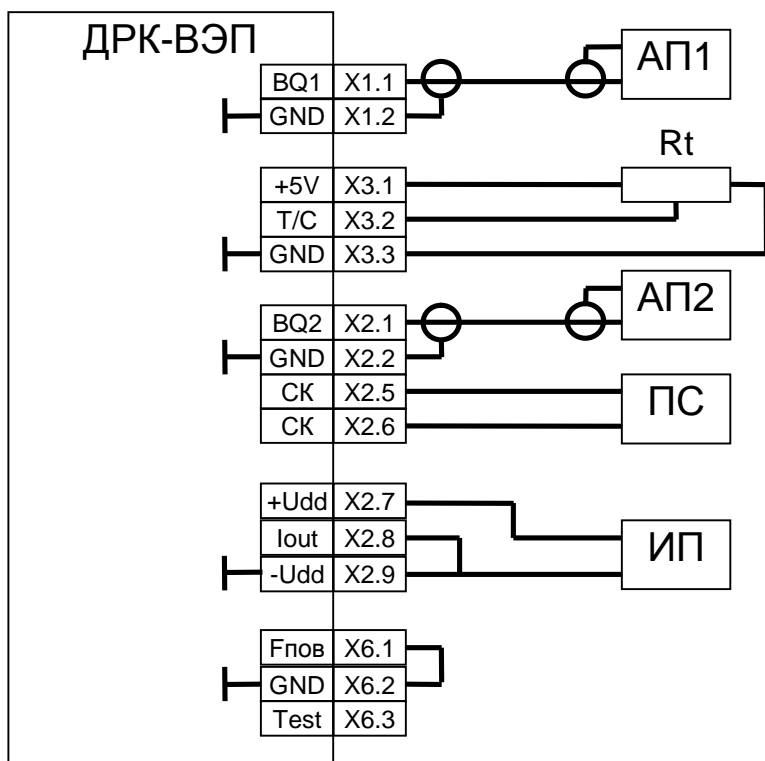 ДРК-ВЭП
АП1
BQ1 X1.1
GND X1.2
Rt
+5V X3.1
T/C X3.2
GND X3.3
АП2
BQ2 X2.1
GND X2.2
СК X2.5
ПС
СК X2.6
+Udd X2.7
Iout X2.8
ИП
-Udd X2.9
Fпов X6.1
GND X6.2
Test X6.3